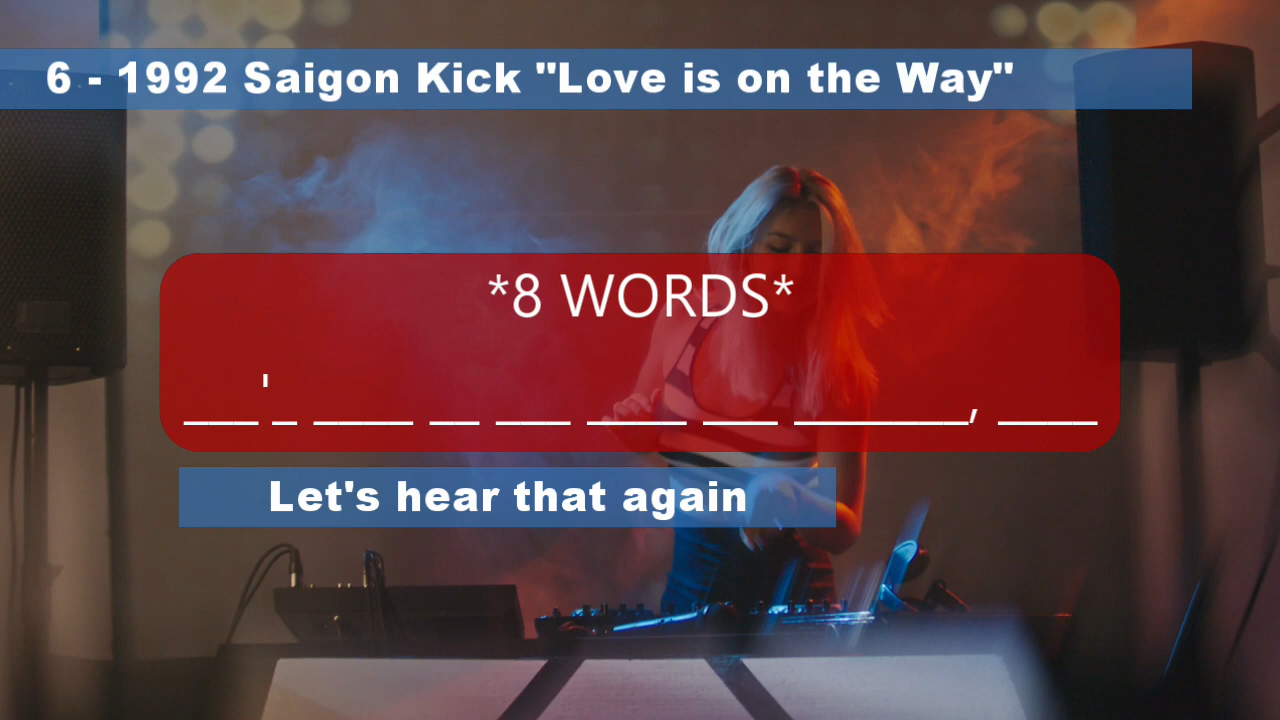 6 - 1992 Saigon Kick "Love is on the Way"
*8 WORDS*
___'_ ____ __ ___ ____ ___ _______, ____
Let's hear that again